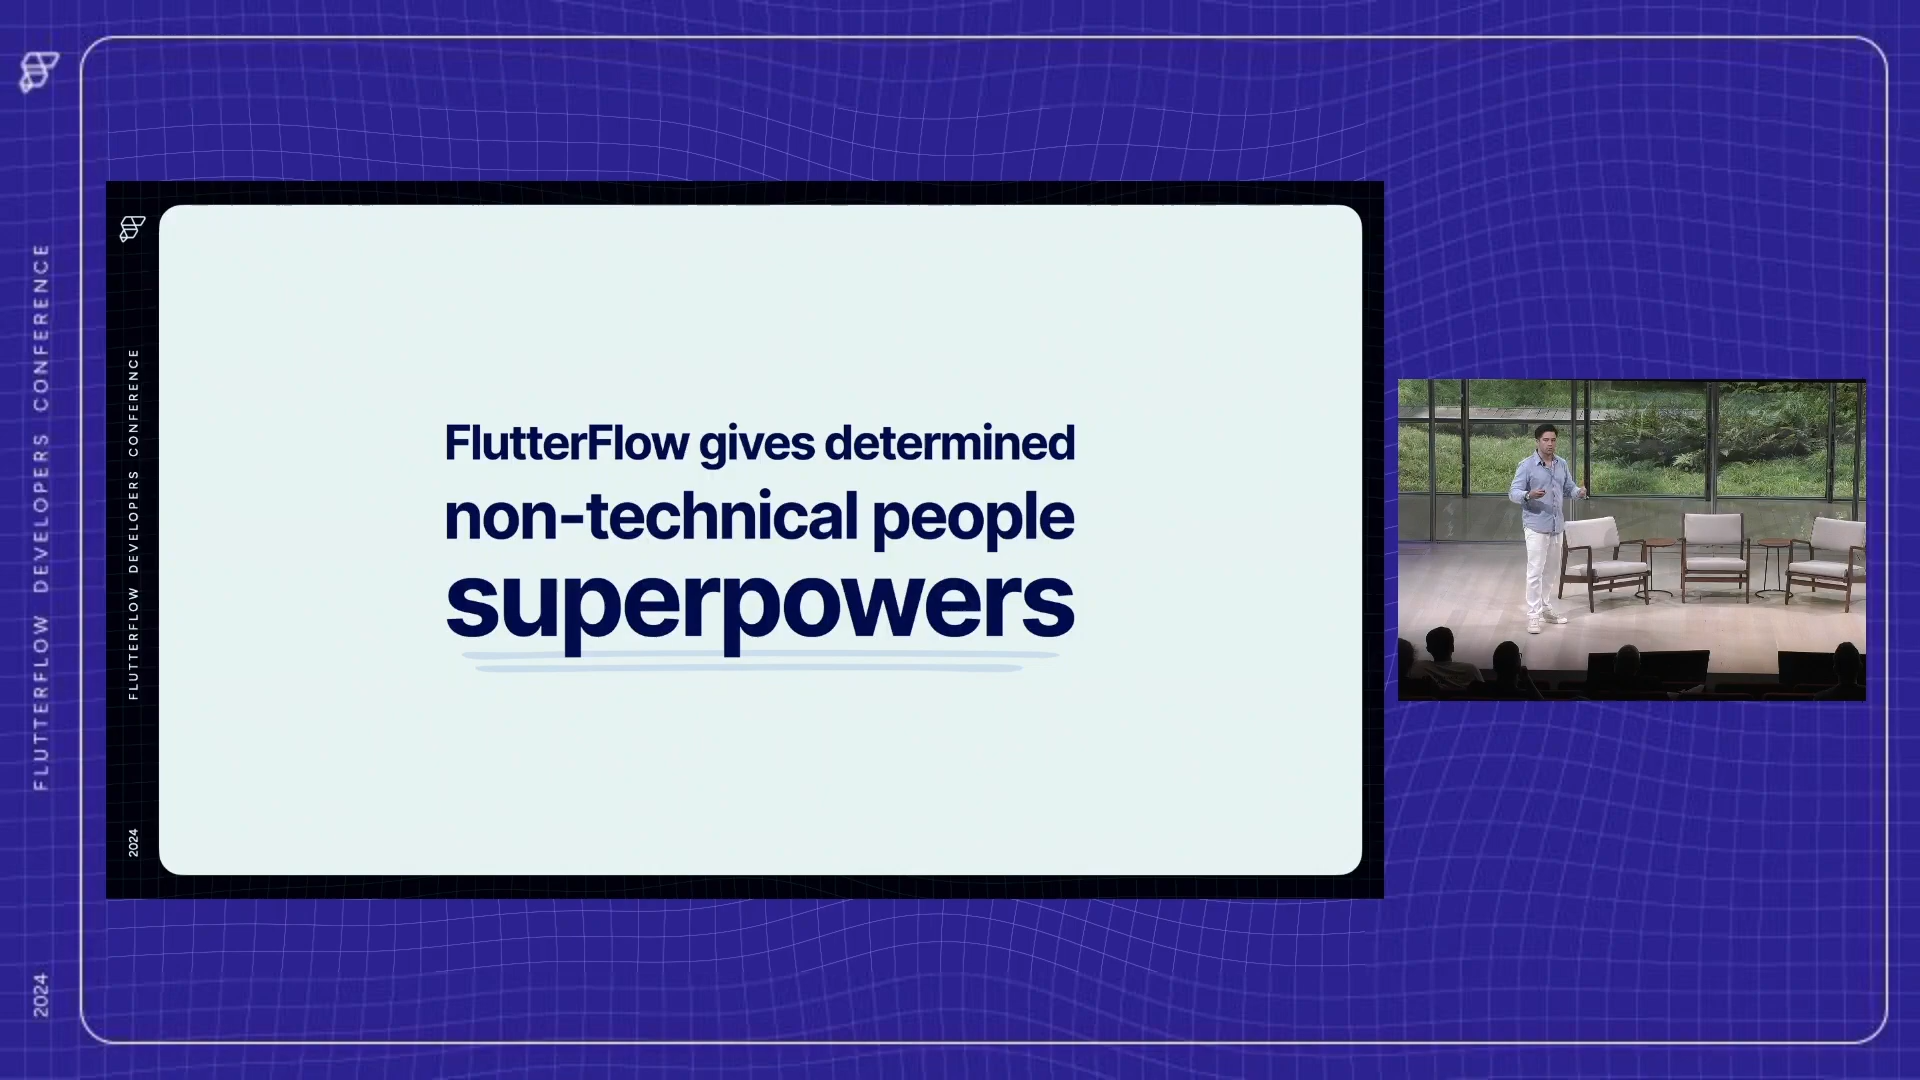 FLUTTERFLOW DEVELOPERS CONFERENCE
2024
FLUTTERFLOW DEVELOPERS CONFERENCE
2024
FlutterFlow gives determined
non-technical people
superpowers